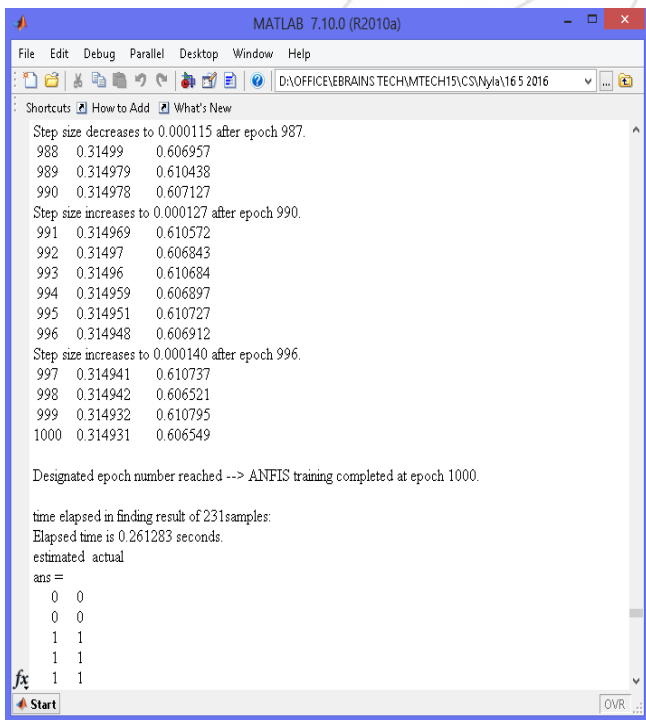 MATLAB 7.10.0 (R2010a)
File Edit Debug Parallel Desktop Window Help
D:\OFFICE\EBRAINS TECH\MTECH15\CS\Nyla\16 5 2016
Shortcuts How to Add What's New
Step size decreases to 0.000115 after epoch 987.
988 0.31499 0.606957
989 0.314979 0.610438
990 0.314978 0.607127
Step size increases to 0.000127 after epoch 990.
991 0.314969 0.610572
992 0.31497 0.606843
993 0.31496 0.610684
994 0.314959 0.606897
995 0.314951 0.610727
996 0.314948 0.606912
Step size increases to 0.000140 after epoch 996.
997 0.314941 0.610737
998 0.314942 0.606521
999 0.314932 0.610795
1000 0.314931 0.606549
Designated epoch number reached --> ANFIS training completed at epoch 1000.
time elapsed in finding result of 231samples:
Elapsed time is 0.261283 seconds.
estimated actual
ans =
0 0
0 0
1 1
1 1
fx 1 1
Start OVR